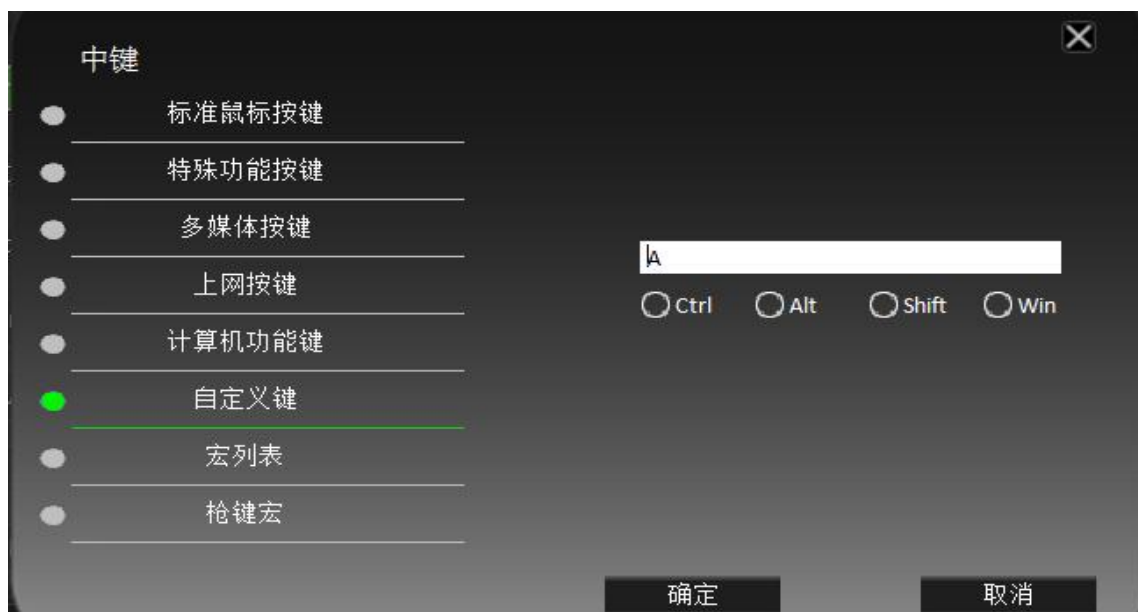 中键
标准鼠标按键
特殊功能按键
多媒体按键
上网按键
计算机功能键
自定义键
宏列表
枪键宏
A
Ctrl Alt Shift Win
确定 取消